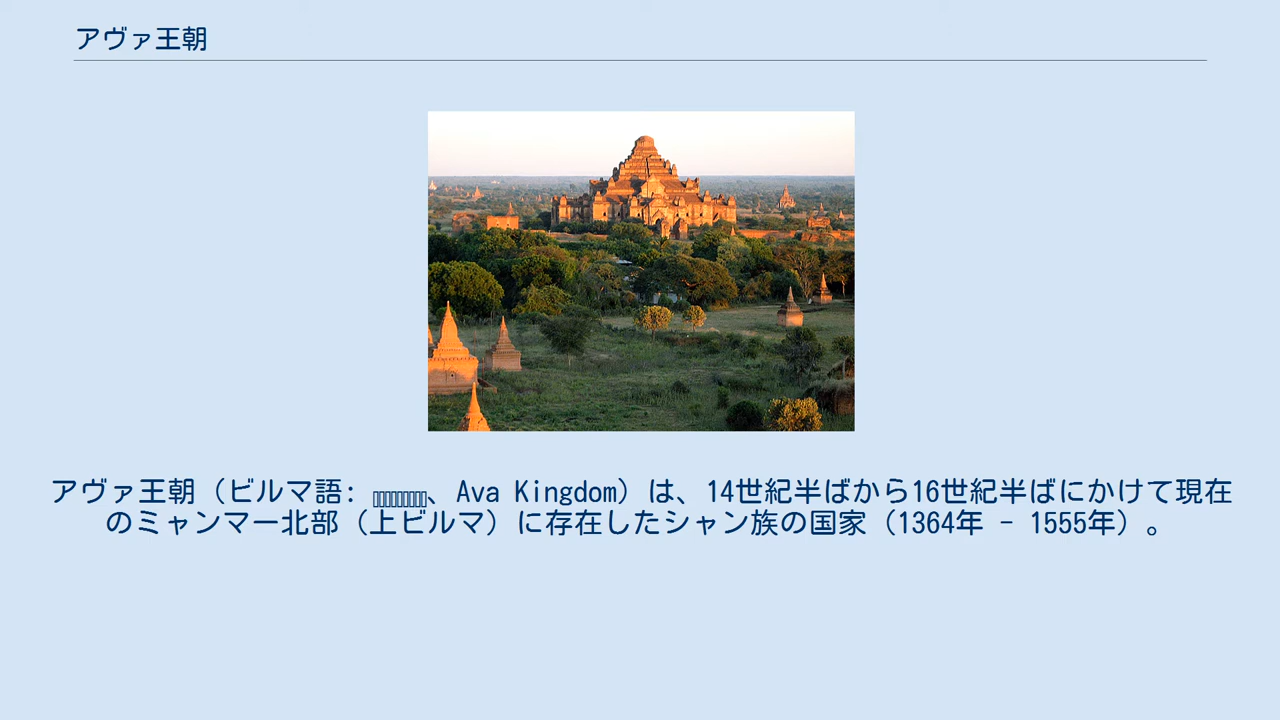 アヴァ王朝
アヴァ王朝（ビルマ語: 、Ava Kingdom）は、14世紀半ばから16世紀半ばにかけて現在
のミャンマー北部（上ビルマ）に存在したシャン族の国家（1364年 - 1555年）。